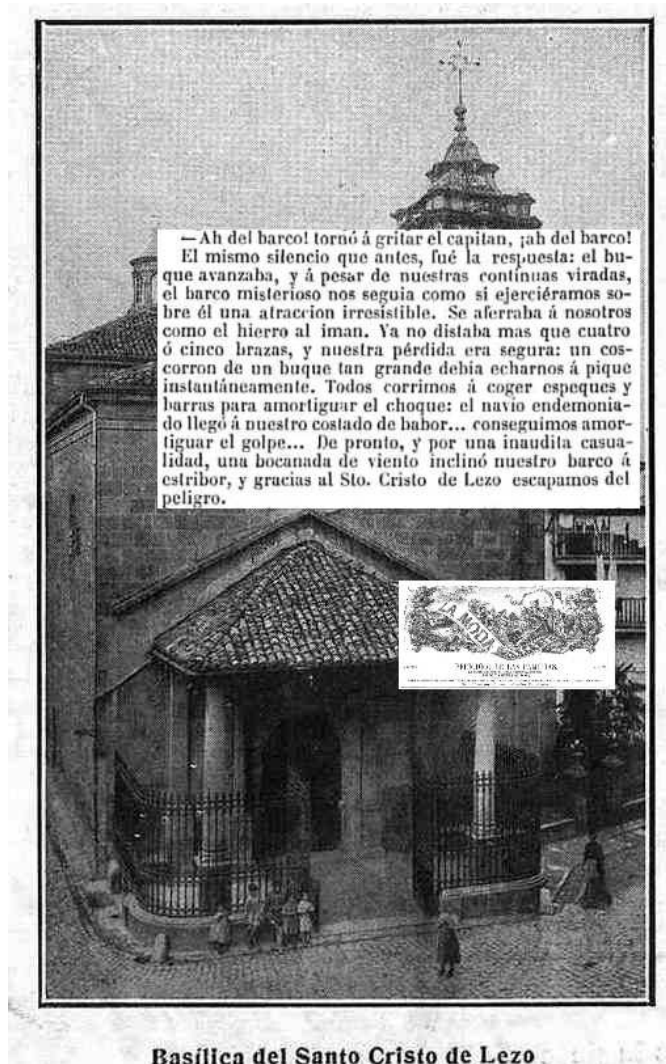 —Ah del barco! tornó á gritar el capitan, ¡ah del barco!
El mismo silencio que antes, fué la respuesta: el bu-
que avanzaba, y á pesar de nuestras contínuas viradas,
el barco misterioso nos seguia como si ejerciéramos so-
bre él una atraccion irresistible. Se aferraba á nosotros
como el hierro al iman. Ya no distaba mas que cuatro
ó cinco brazas, y nuestra pérdida era segura: un cos-
corron de un buque tan grande debia echarnos á pique
instantáneamente. Todos corrimos á coger espeques y
barras para amortiguar el choque: el navio endemonia-
do llegó á nuestro costado de babor... conseguimos amor-
tiguar el golpe... De pronto, y por una inaudita casua-
lidad, una bocanada de viento inclinó nuestro barco á
estribor, y gracias al Sto. Cristo de Lezo escapamos del
peligro.
LA MODA
Basílica del Santo Cristo de Lezo